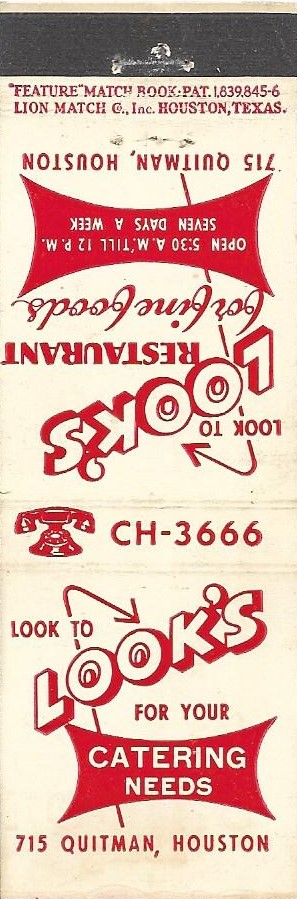 "FEATURE" MATCH BOOK-PAT. 1,839,845-6
LION MATCH Co., Inc. HOUSTON, TEXAS.
LOOK TO
LOOK'S
RESTAURANT
for fine foods
OPEN 5:30 A.M. 'TILL 12 P.M.
SEVEN DAYS A WEEK
715 QUITMAN, HOUSTON
CH-3666
LOOK TO
LOOK'S
FOR YOUR
CATERING
NEEDS
715 QUITMAN, HOUSTON